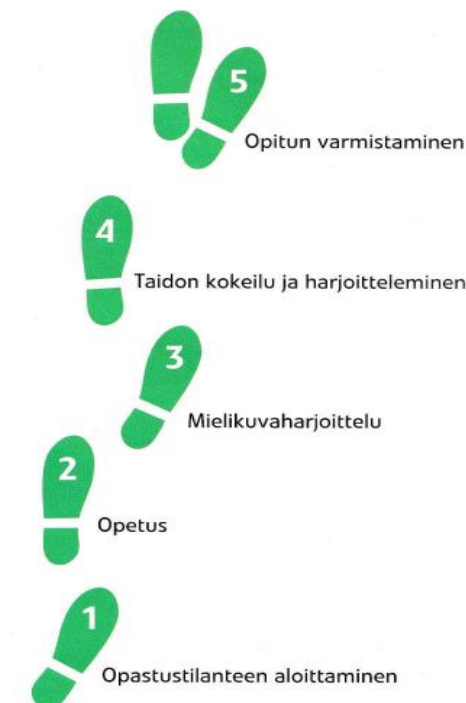 5
Opitun varmistaminen
4
Taidon kokeilu ja harjoitteleminen
3
Mielikuvaharjoittelu
2
Opetus
1
Opastustilanteen aloittaminen